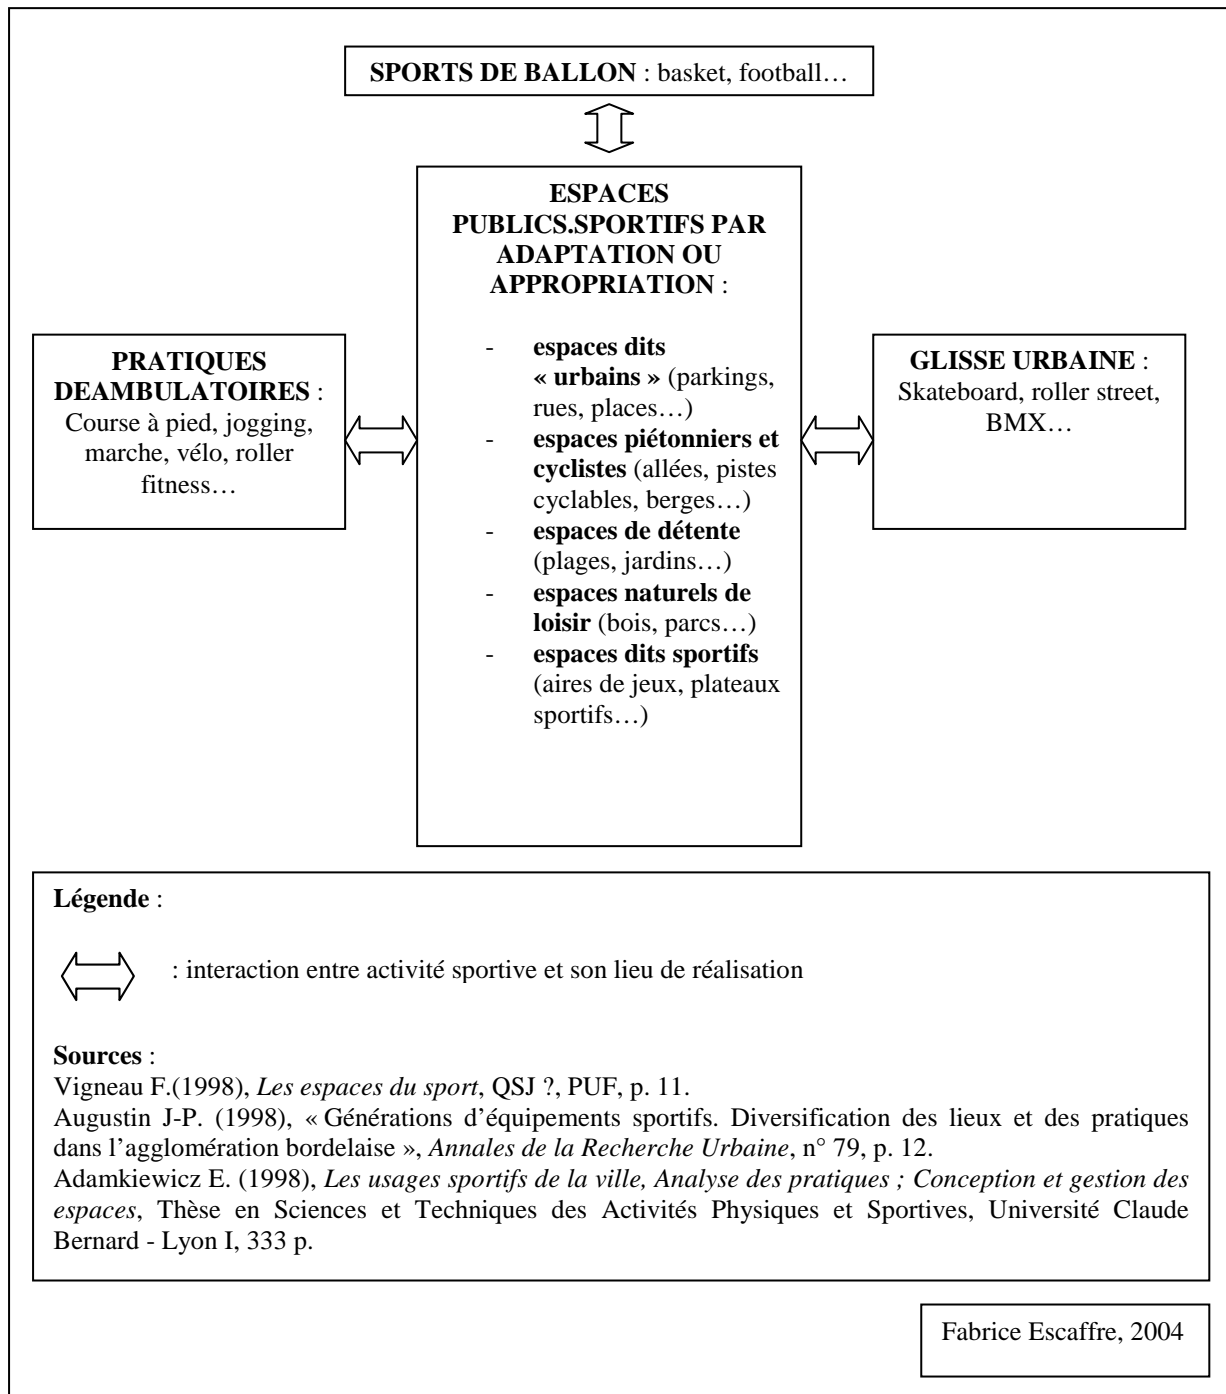 SPORTS DE BALLON : basket, football…
ESPACES
PUBLICS.SPORTIFS PAR
ADAPTATION OU
APPROPRIATION :
- espaces dits
« urbains » (parkings,
rues, places…)
- espaces piétonniers et
cyclistes (allées, pistes
cyclables, berges…)
- espaces de détente
(plages, jardins…)
- espaces naturels de
loisir (bois, parcs…)
- espaces dits sportifs
(aires de jeux, plateaux
sportifs…)
PRATIQUES
DEAMBULATOIRES :
Course à pied, jogging,
marche, vélo, roller
fitness…
GLISSE URBAINE :
Skateboard, roller street,
BMX…
Légende :
: interaction entre activité sportive et son lieu de réalisation
Sources :
Vigneau F.(1998), Les espaces du sport, QSJ ?, PUF, p. 11.
Augustin J-P. (1998), « Générations d’équipements sportifs. Diversification des lieux et des pratiques
dans l’agglomération bordelaise », Annales de la Recherche Urbaine, n° 79, p. 12.
Adamkiewicz E. (1998), Les usages sportifs de la ville, Analyse des pratiques ; Conception et gestion des
espaces, Thèse en Sciences et Techniques des Activités Physiques et Sportives, Université Claude
Bernard - Lyon I, 333 p.
Fabrice Escaffre, 2004